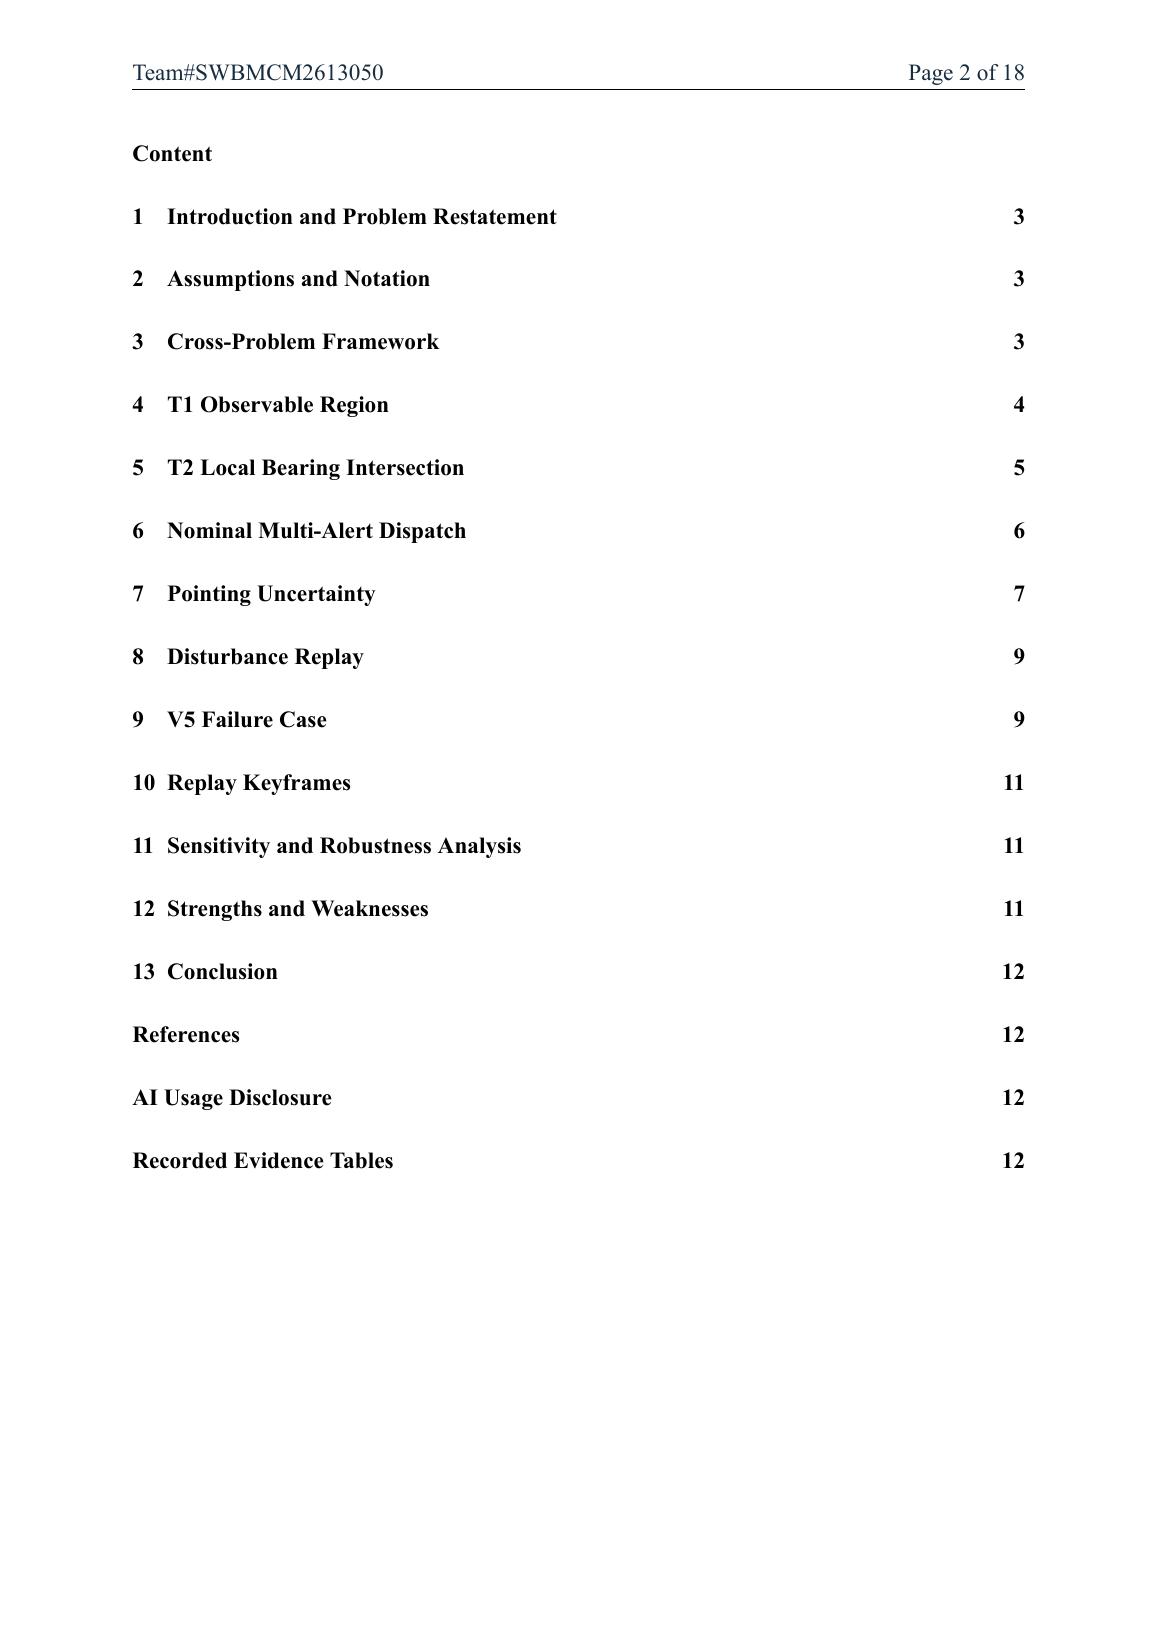 Team#SWBMCM2613050 Page 2 of 18
Content
1 Introduction and Problem Restatement 3
2 Assumptions and Notation 3
3 Cross-Problem Framework 3
4 T1 Observable Region 4
5 T2 Local Bearing Intersection 5
6 Nominal Multi-Alert Dispatch 6
7 Pointing Uncertainty 7
8 Disturbance Replay 9
9 V5 Failure Case 9
10 Replay Keyframes 11
11 Sensitivity and Robustness Analysis 11
12 Strengths and Weaknesses 11
13 Conclusion 12
References 12
AI Usage Disclosure 12
Recorded Evidence Tables 12